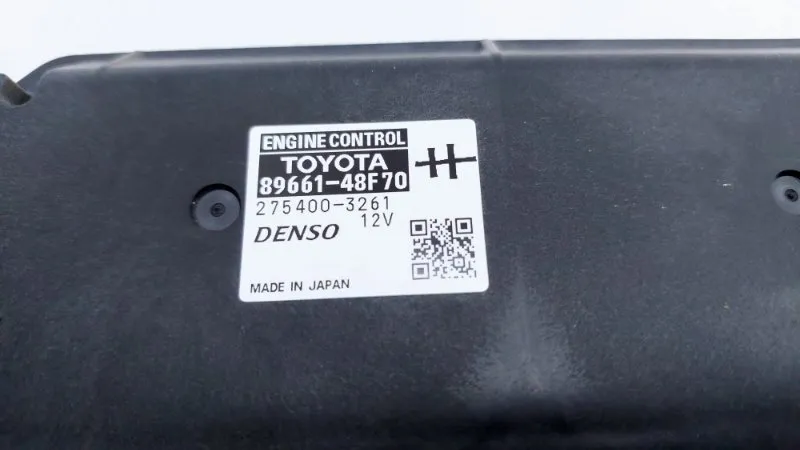 ENGINE CONTROL
TOYOTA
89661-48F70
275400-3261
12V
DENSO
MADE IN JAPAN